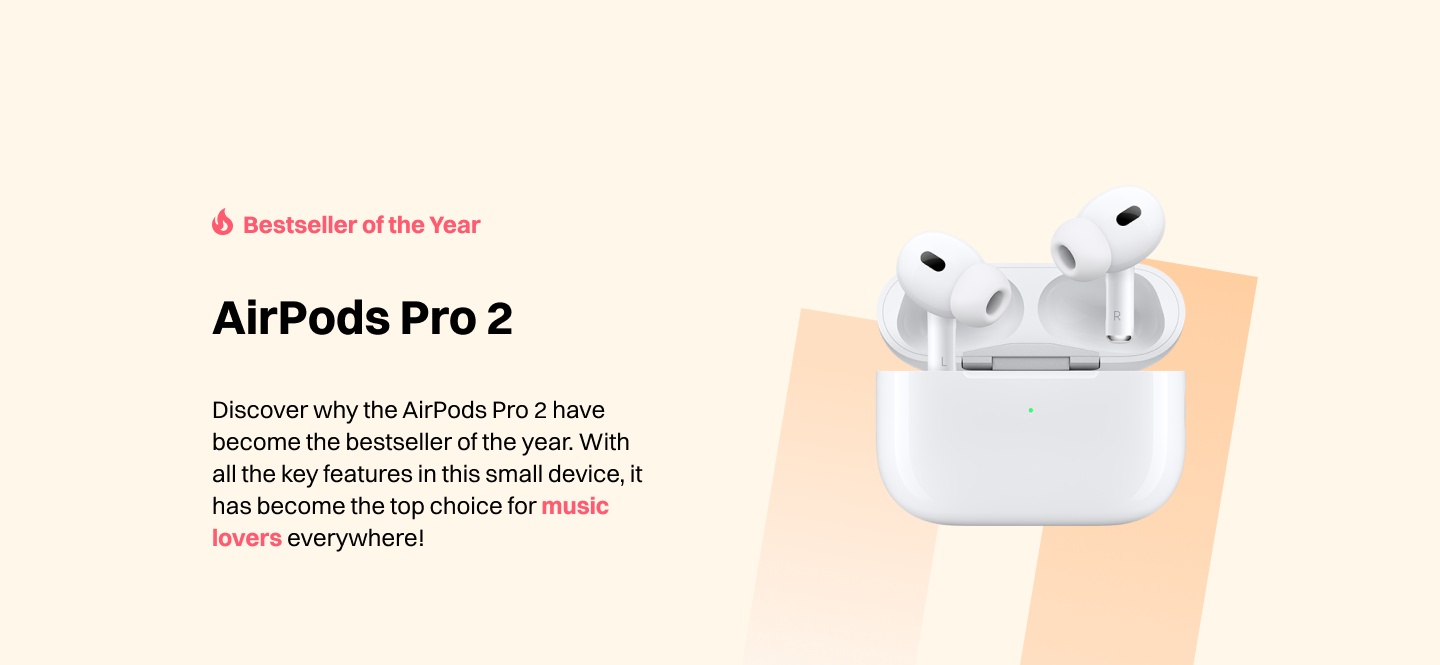 Bestseller of the Year
AirPods Pro 2
Discover why the AirPods Pro 2 have
become the bestseller of the year. With
all the key features in this small device, it
has become the top choice for music
lovers everywhere!
L
R